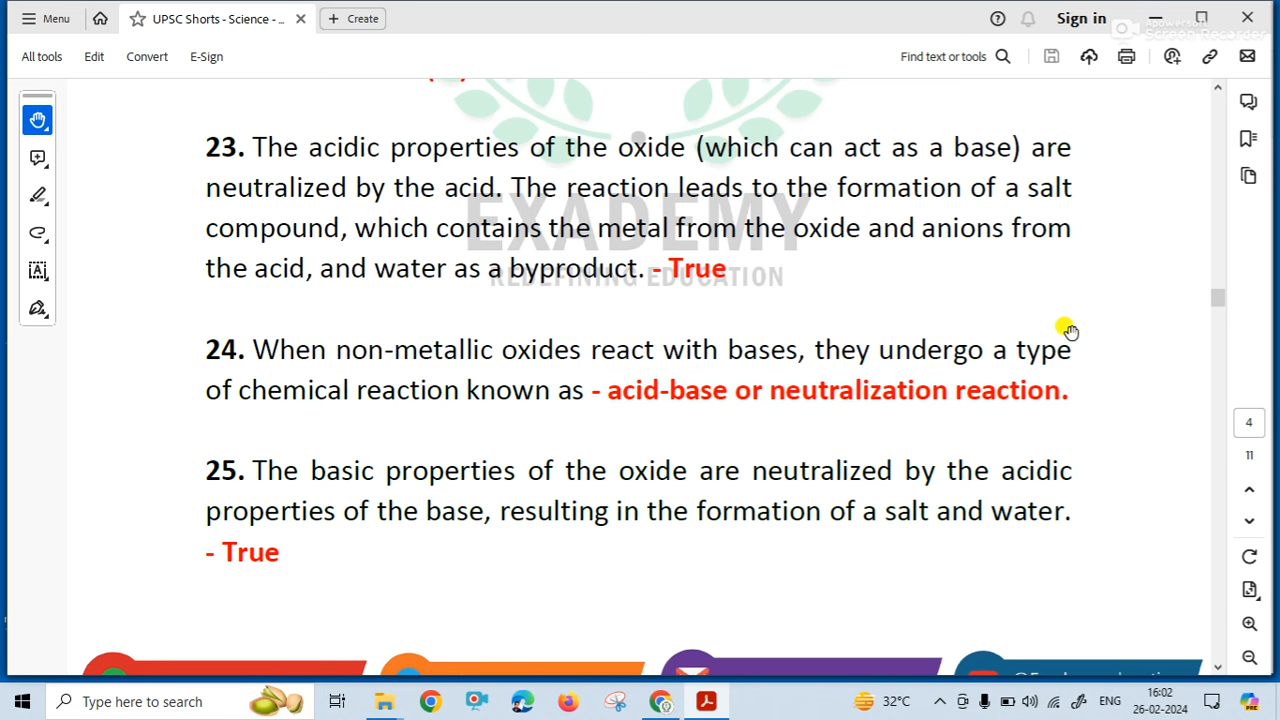 Menu
UPSC Shorts - Science - ...
Create
Sign in
Apowersoft
Screen Recorder
All tools
Edit
Convert
E-Sign
Find text or tools
23. The acidic properties of the oxide (which can act as a base) are
neutralized by the acid. The reaction leads to the formation of a salt
compound, which contains the metal from the oxide and anions from
the acid, and water as a byproduct. - True
EXADEMY
REDEFINING EDUCATION
24. When non-metallic oxides react with bases, they undergo a type
of chemical reaction known as - acid-base or neutralization reaction.
25. The basic properties of the oxide are neutralized by the acidic
properties of the base, resulting in the formation of a salt and water.
- True
4
11
Type here to search
32°C
ENG
16:02
26-02-2024